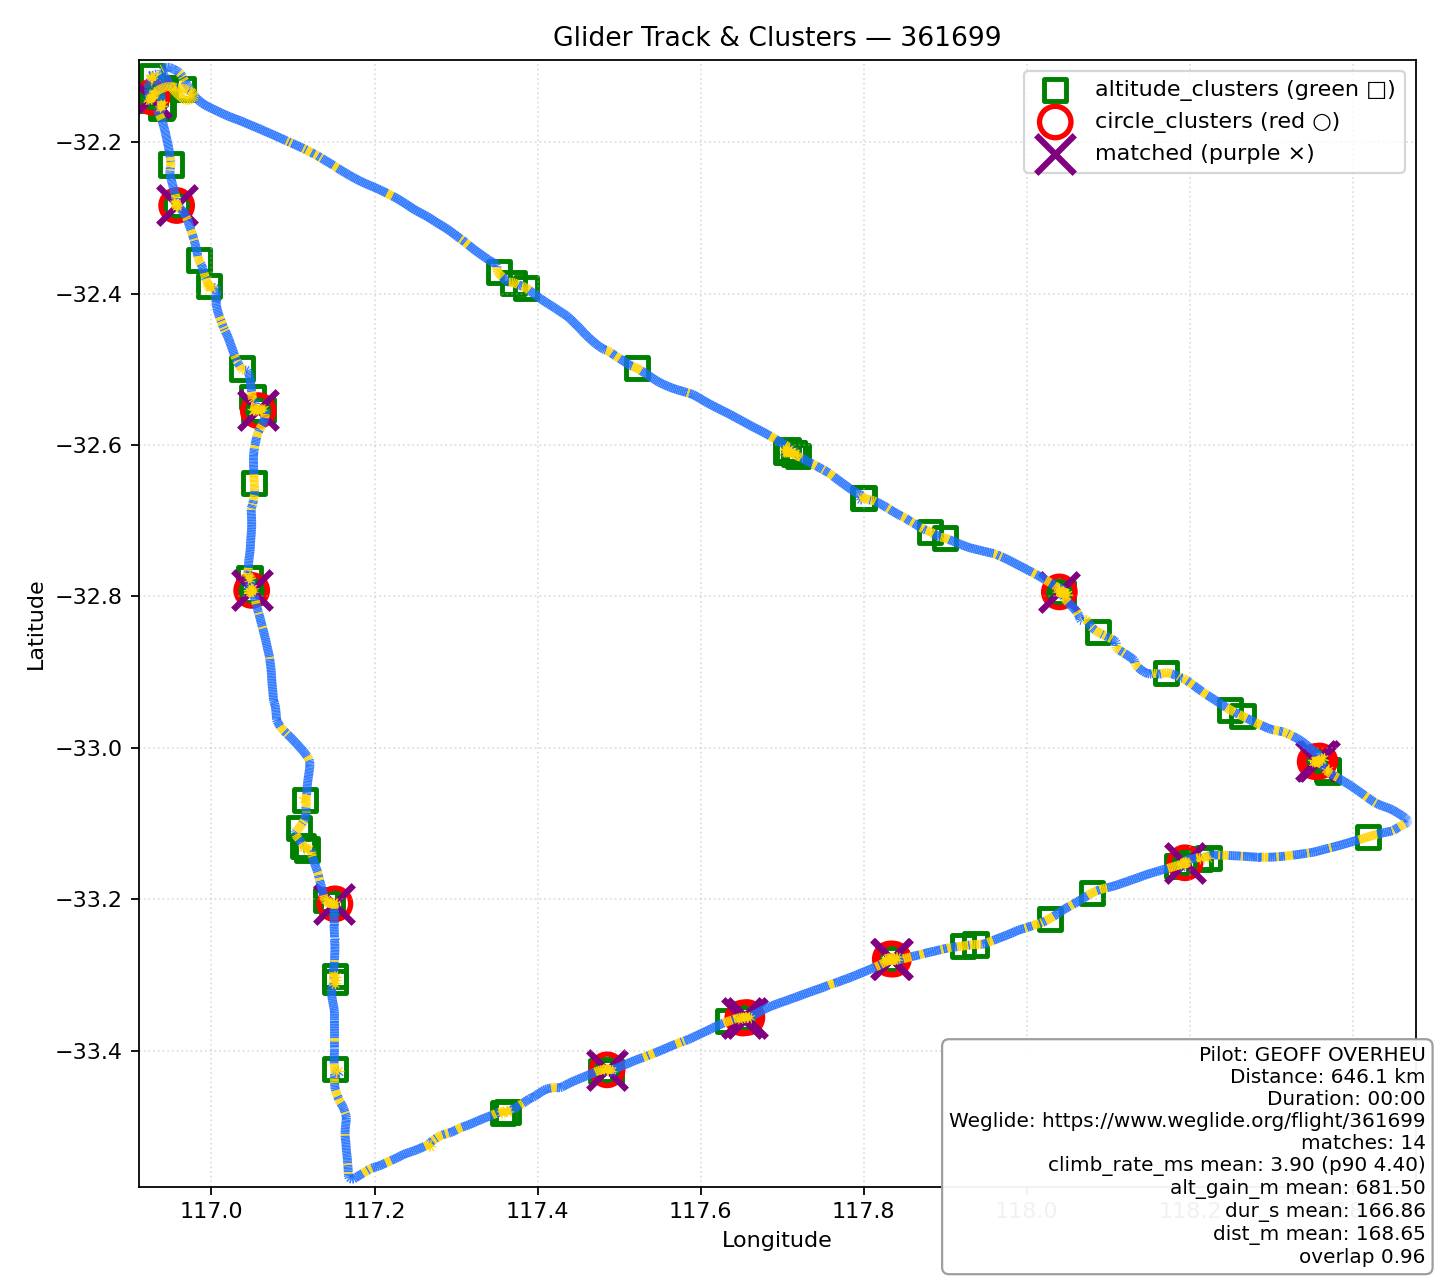 Glider Track & Clusters — 361699
altitude_clusters (green □)
circle_clusters (red ○)
matched (purple ×)
Latitude
−32.2
−32.4
−32.6
−32.8
−33.0
−33.2
−33.4
117.0 117.2 117.4 117.6 117.8 118.0 118.2
Longitude
Pilot: GEOFF OVERHEU
Distance: 646.1 km
Duration: 00:00
Weglide: https://www.weglide.org/flight/361699
matches: 14
climb_rate_ms mean: 3.90 (p90 4.40)
alt_gain_m mean: 681.50
dur_s mean: 166.86
dist_m mean: 168.65
overlap 0.96